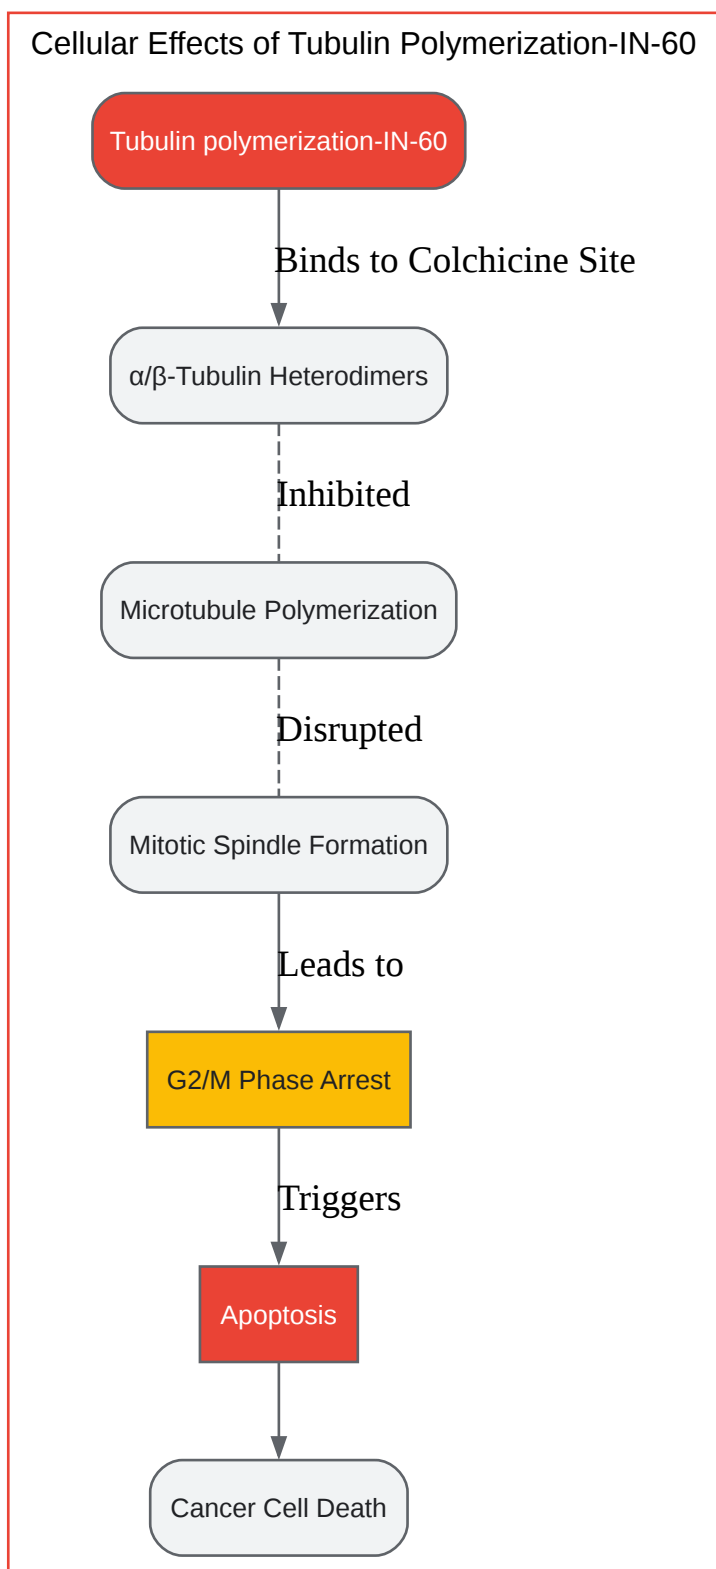 Cellular Effects of Tubulin Polymerization-IN-60
Tubulin polymerization-IN-60
Binds to Colchicine Site
α/β-Tubulin Heterodimers
Inhibited
Microtubule Polymerization
Disrupted
Mitotic Spindle Formation
Leads to
G2/M Phase Arrest
Triggers
Apoptosis
Cancer Cell Death